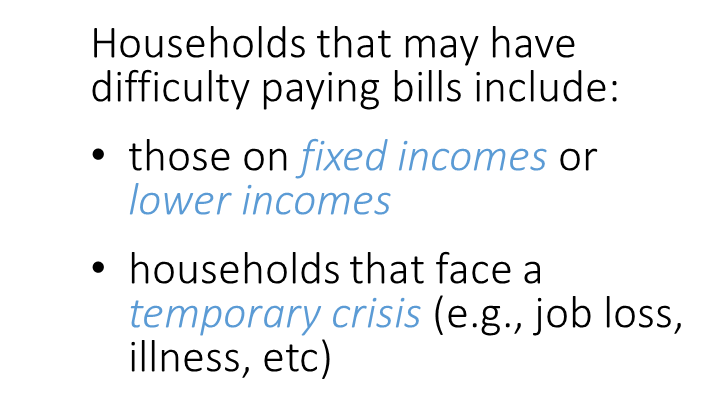 Households that may have
difficulty paying bills include:
• those on fixed incomes or
lower incomes
• households that face a
temporary crisis (e.g., job loss,
illness, etc)